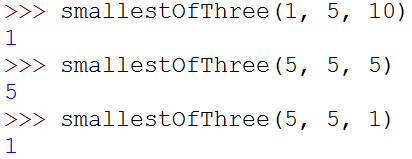 >>> smallestOfThree(1, 5, 10)
1
>>> smallestOfThree(5, 5, 5)
5
>>> smallestOfThree(5, 5, 1)
1